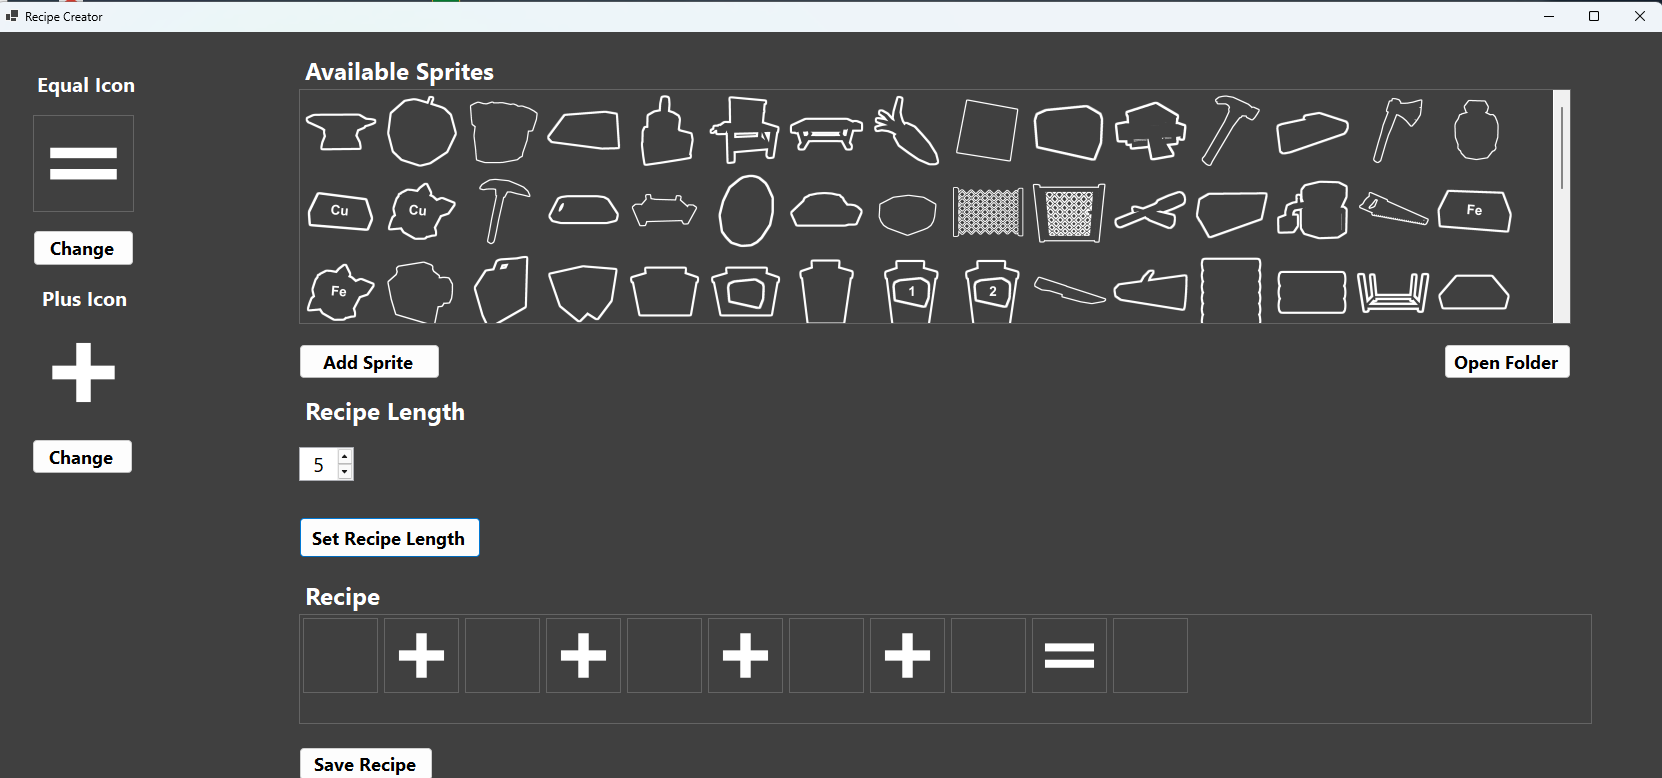 Recipe Creator
Equal Icon
Change
Plus Icon
Change
Available Sprites
Cu
Cu
Fe
Fe
1
2
Add Sprite
Open Folder
Recipe Length
5
Set Recipe Length
Recipe
+ + + + =
Save Recipe